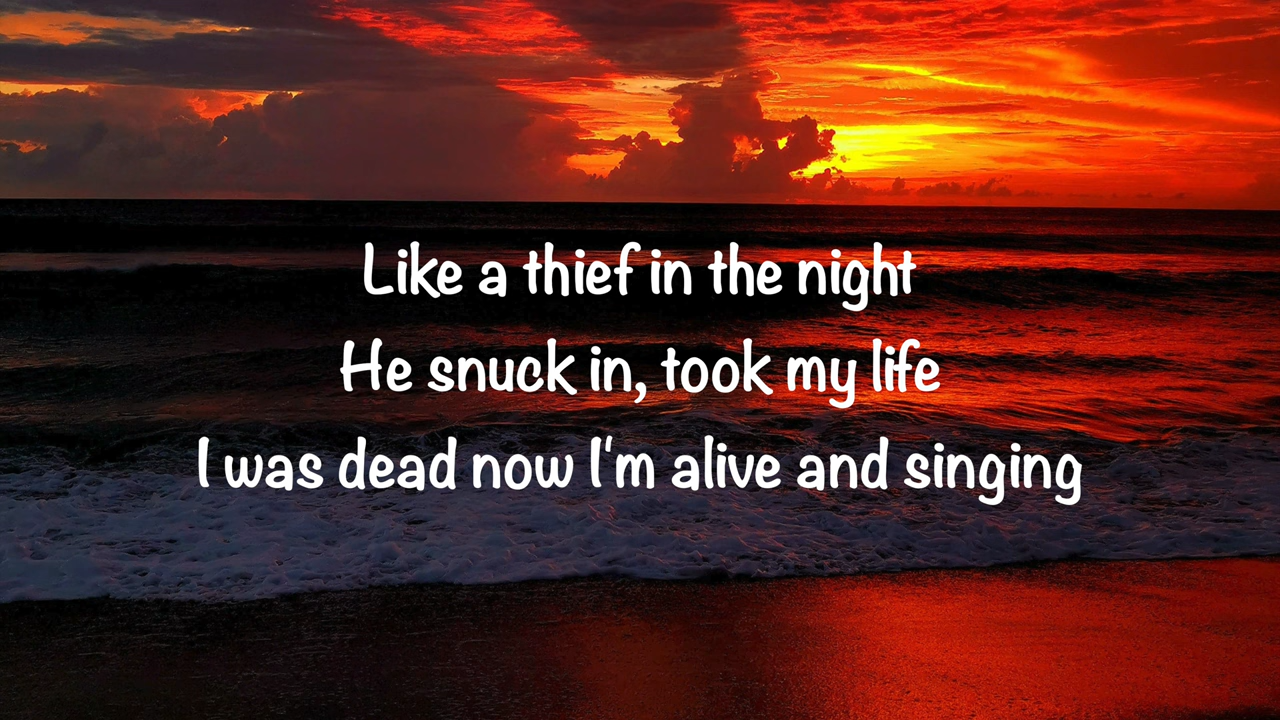 Like a thief in the night
He snuck in, took my life
I was dead now I'm alive and singing